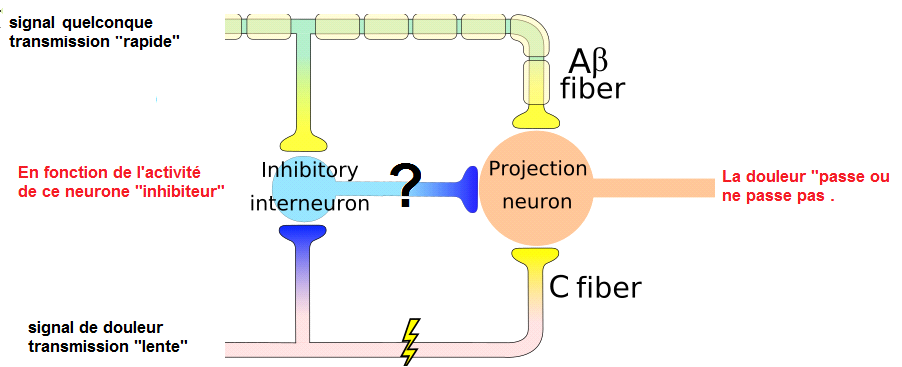 signal quelconque
transmission "rapide"
Aβ
fiber
En fonction de l'activité
de ce neurone "inhibiteur"
Inhibitory
interneuron
?
Projection
neuron
La douleur "passe ou
ne passe pas .
C fiber
signal de douleur
transmission "lente"